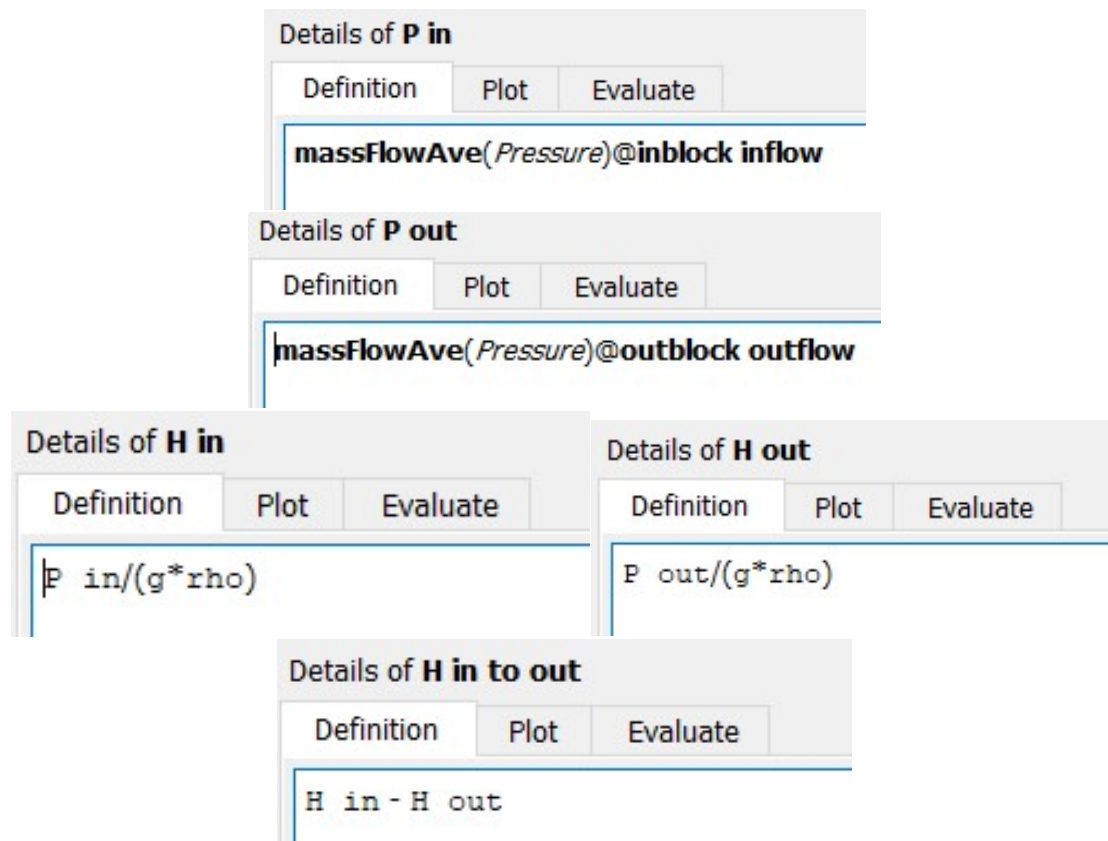 Details of P in
Definition Plot Evaluate
massFlowAve(Pressure)@inblock inflow
Details of P out
Definition Plot Evaluate
massFlowAve(Pressure)@outblock outflow
Details of H in
Definition Plot Evaluate
P in/(g*rho)
Details of H out
Definition Plot Evaluate
P out/(g*rho)
Details of H in to out
Definition Plot Evaluate
H in - H out